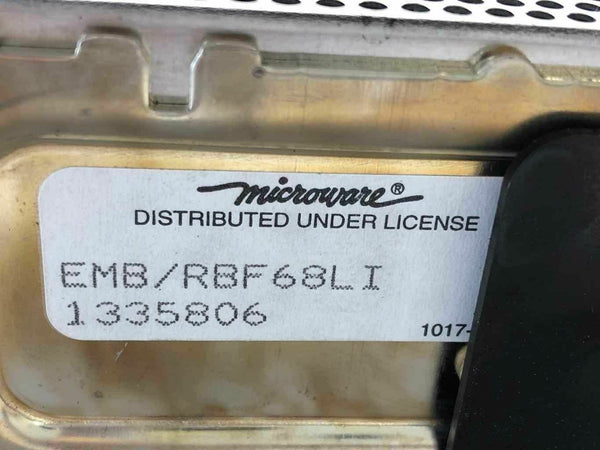 microware®
DISTRIBUTED UNDER LICENSE
EMB/RBF68LI
1335806
1017-